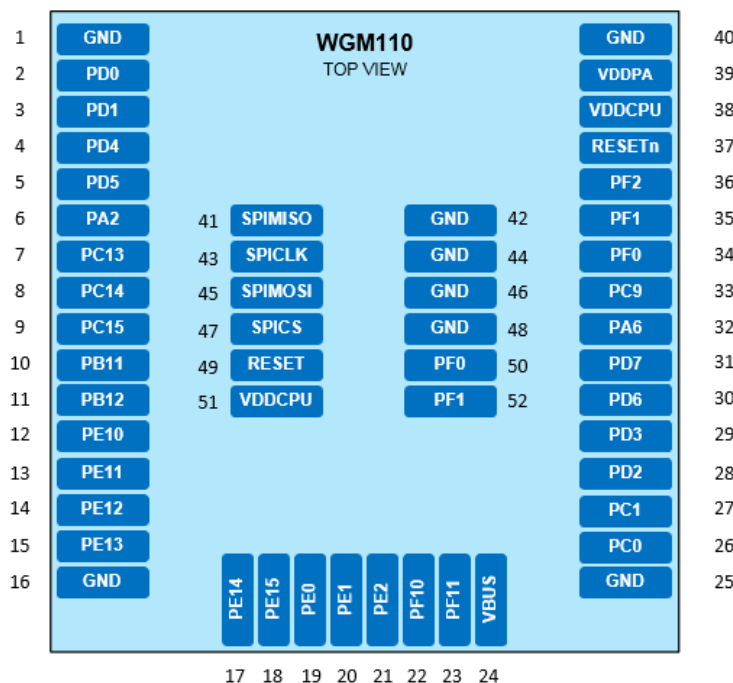 WGM110
TOP VIEW
1 GND GND 40
2 PD0 VDDPA 39
3 PD1 VDDCPU 38
4 PD4 RESETn 37
5 PD5 PF2 36
6 PA2 41 SPIMISO GND 42 PF1 35
7 PC13 43 SPICLK GND 44 PF0 34
8 PC14 45 SPIMOSI GND 46 PC9 33
9 PC15 47 SPICS GND 48 PA6 32
10 PB11 49 RESET PF0 50 PD7 31
11 PB12 51 VDDCPU PF1 52 PD6 30
12 PE10 PD3 29
13 PE11 PD2 28
14 PE12 PC1 27
15 PE13 PC0 26
16 GND GND 25
PE14 PE15 PE0 PE1 PE2 PF10 PF11 VBUS
17 18 19 20 21 22 23 24